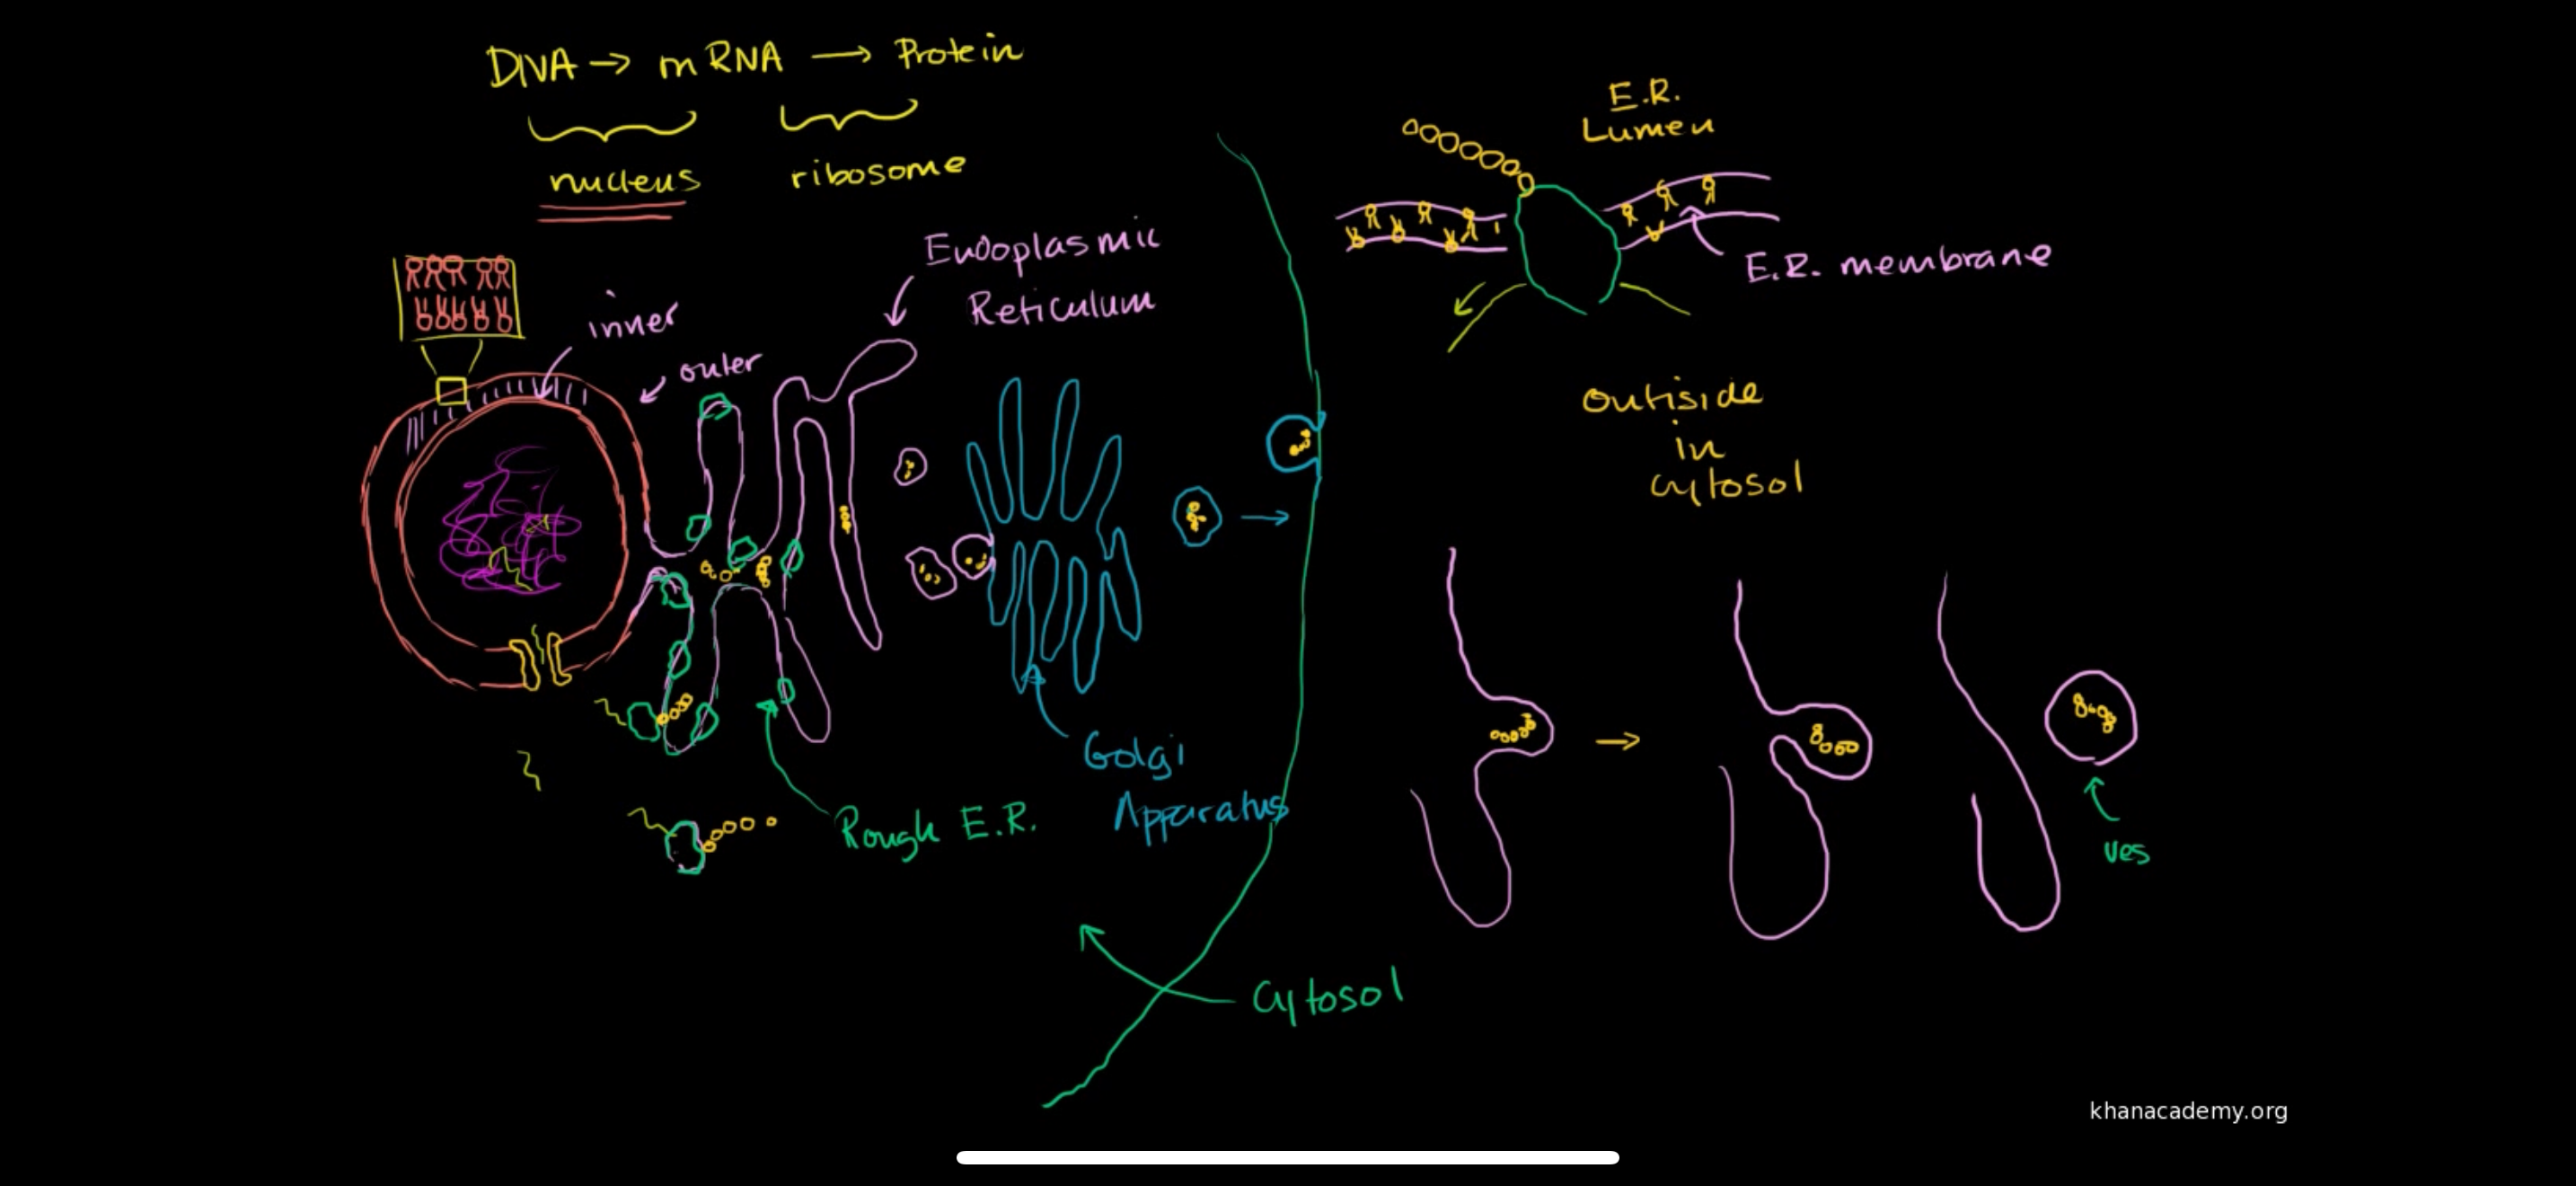 DNA → mRNA → Protein
nucleus
ribosome
E.R.
Lumen
Endoplasmic
Reticulum
E.R. membrane
inner
outer
Outiside
in
cytosol
Golgi
Apparatus
Rough E.R.
ves
Cytosol
khanacademy.org